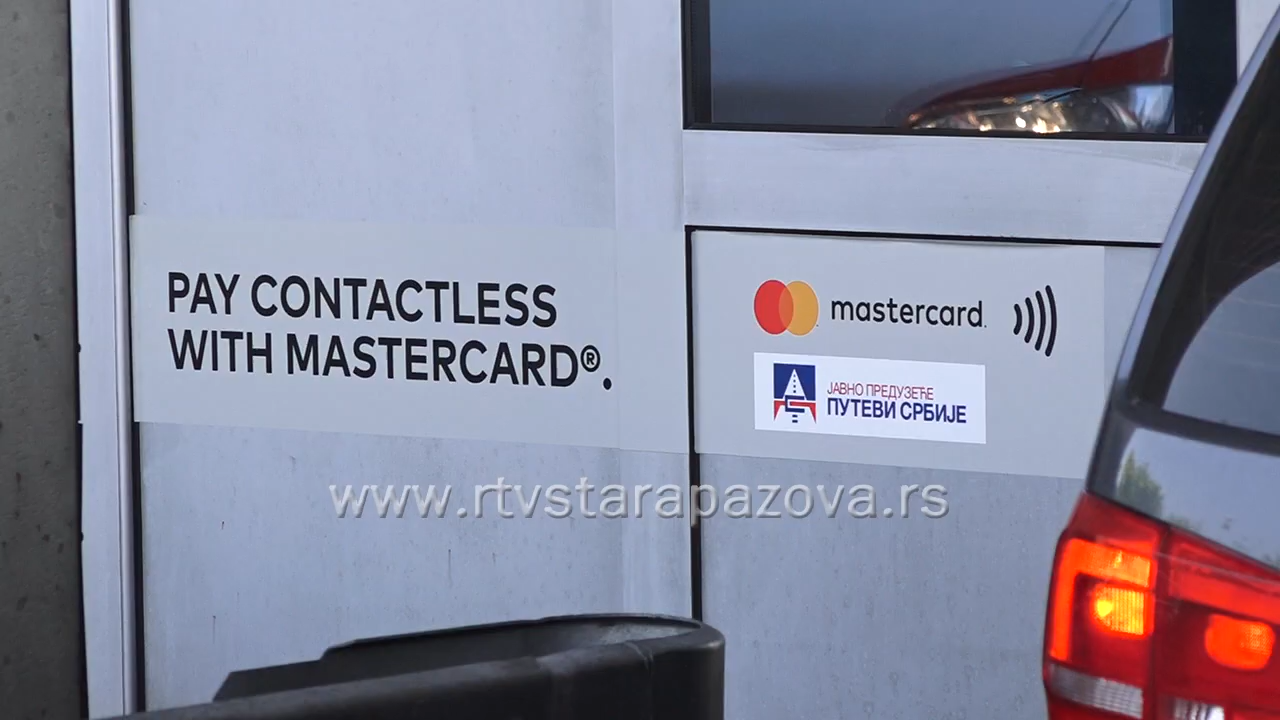 PAY CONTACTLESS
WITH MASTERCARD®.
mastercard.
ЈАВНО ПРЕДУЗЕЋЕ
ПУТЕВИ СРБИЈЕ
www.rtvstarapazova.rs